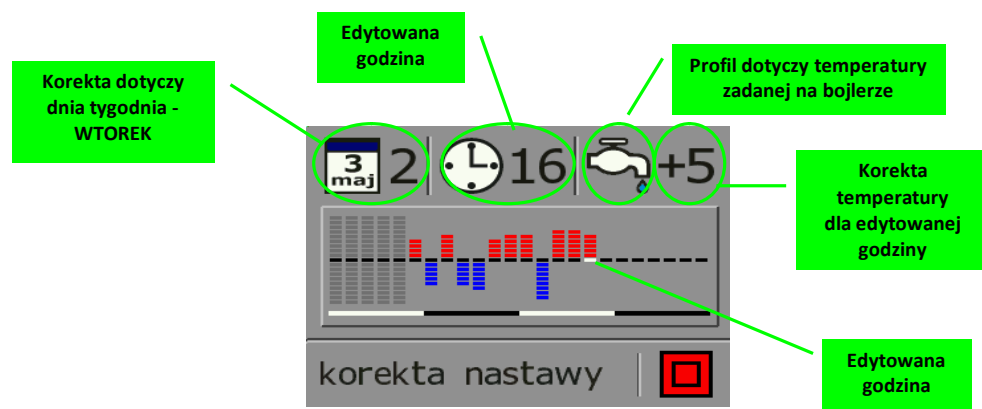 Edytowana
godzina
Korekta dotyczy
dnia tygodnia -
WTOREK
Profil dotyczy temperatury
zadanej na bojlerze
3
maj
2
16
+5
Korekta
temperatury
dla edytowanej
godziny
Edytowana
godzina
korekta nastawy